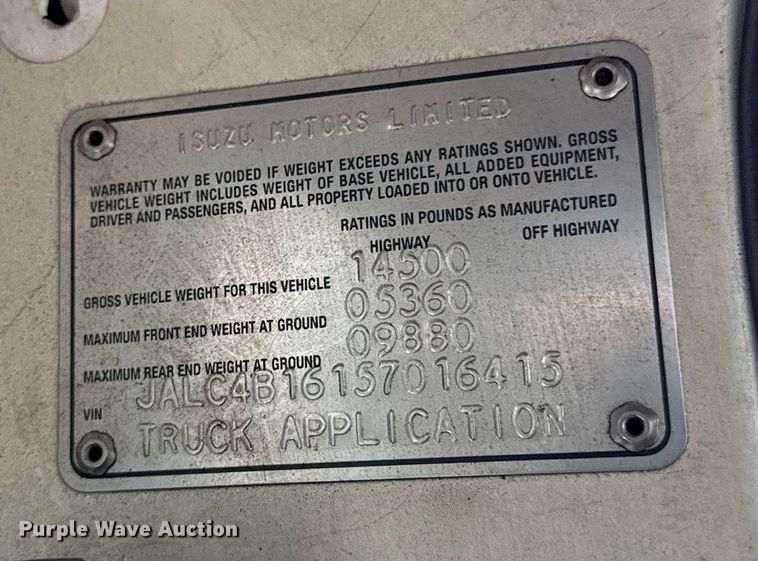 ISUZU MOTORS LIMITED
WARRANTY MAY BE VOIDED IF WEIGHT EXCEEDS ANY RATINGS SHOWN. GROSS
VEHICLE WEIGHT INCLUDES WEIGHT OF BASE VEHICLE, ALL ADDED EQUIPMENT,
DRIVER AND PASSENGERS, AND ALL PROPERTY LOADED INTO OR ONTO VEHICLE.
RATINGS IN POUNDS AS MANUFACTURED
HIGHWAY OFF HIGHWAY
GROSS VEHICLE WEIGHT FOR THIS VEHICLE 14500
MAXIMUM FRONT END WEIGHT AT GROUND 05360
MAXIMUM REAR END WEIGHT AT GROUND 09880
VIN JALC4B16157016415
TRUCK APPLICATION
Purple Wave Auction